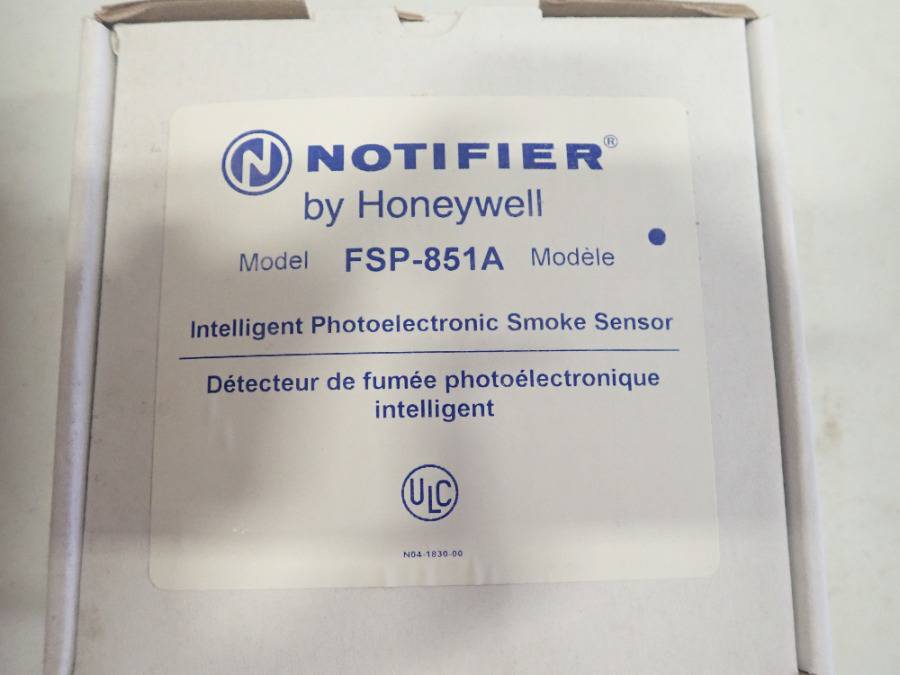 N NOTIFIER®
by Honeywell
Model FSP-851A Modèle
Intelligent Photoelectronic Smoke Sensor
Détecteur de fumée photoélectronique
intelligent
ULC
N04-1830-00